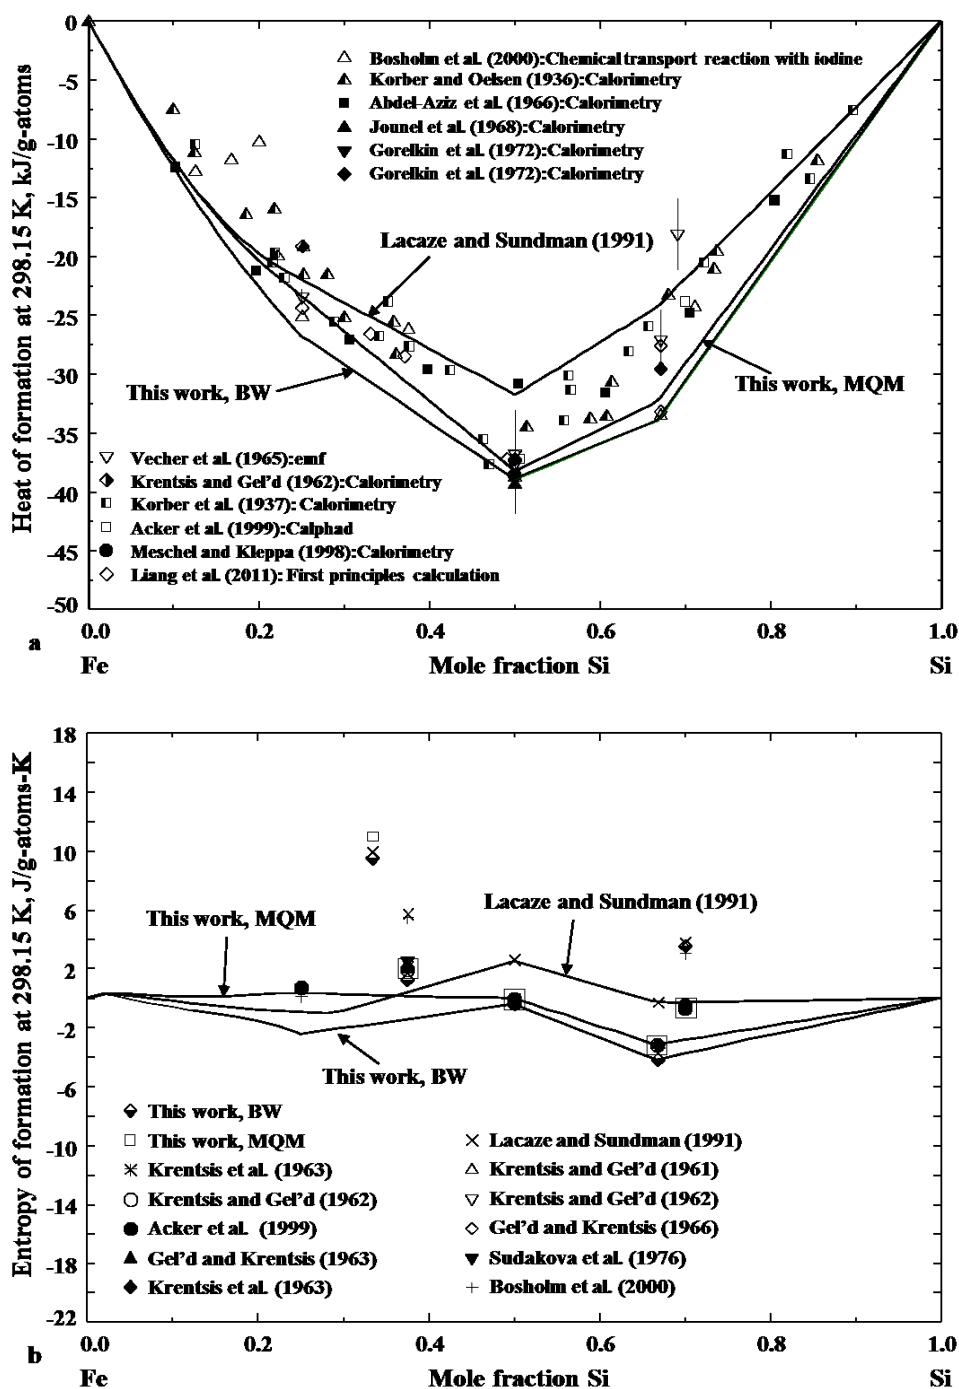 0
-5
-10
-15
-20
-25
-30
-35
-40
-45
-50
Heat of formation at 298.15 K, kJ/g-atoms
Bosholm et al. (2000):Chemical transport reaction with iodine
Korber and Oelsen (1936):Calorimetry
Abdel-Aziz et al. (1966):Calorimetry
Jounel et al. (1968):Calorimetry
Gorelkin et al. (1972):Calorimetry
Gorelkin et al. (1972):Calorimetry
Lacaze and Sundman (1991)
This work, BW
This work, MQM
Vecher et al. (1965):emf
Krentsis and Gel'd (1962):Calorimetry
Korber et al. (1937): Calorimetry
Acker et al. (1999):Calphad
Meschel and Kleppa (1998):Calorimetry
Liang et al. (2011): First principles calculation
0.0 0.2 0.4 0.6 0.8 1.0
a
Fe Mole fraction Si Si
18
14
10
6
2
-2
-6
-10
-14
-18
-22
Entropy of formation at 298.15 K, J/g-atoms-K
This work, MQM
Lacaze and Sundman (1991)
This work, BW
This work, BW
This work, MQM
Krentsis et al. (1963)
Krentsis and Gel'd (1962)
Acker et al. (1999)
Gel'd and Krentsis (1963)
Krentsis et al. (1963)
Lacaze and Sundman (1991)
Krentsis and Gel'd (1961)
Krentsis and Gel'd (1962)
Gel'd and Krentsis (1966)
Sudakova et al. (1976)
Bosholm et al. (2000)
0.0 0.2 0.4 0.6 0.8 1.0
b
Fe Mole fraction Si Si